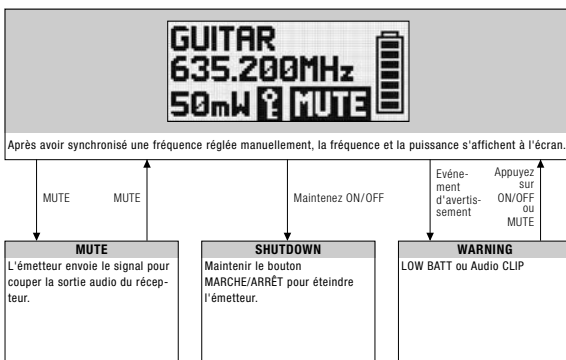 GUITAR
635.200MHz
50mW MUTE
Après avoir synchronisé une fréquence réglée manuellement, la fréquence et la puissance s'affichent à l'écran.
MUTE
MUTE
Maintenez ON/OFF
Evéne-
ment
d'avertis-
sement
Appuyez
sur
ON/OFF
ou
MUTE
MUTE
L'émetteur envoie le signal pour
couper la sortie audio du récep-
teur.
SHUTDOWN
Maintenir le bouton
MARCHE/ARRÊT pour éteindre
l'émetteur.
WARNING
LOW BATT ou Audio CLIP